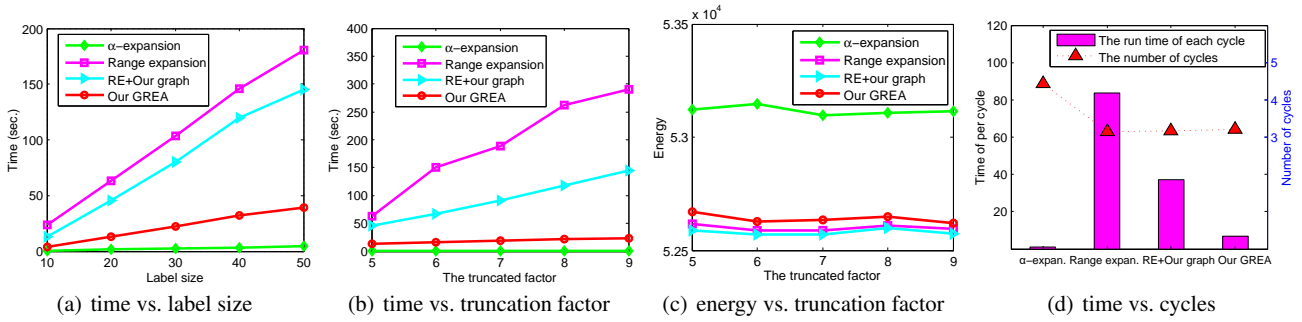 200
150
100
50
0
10 20 30 40 50
Time (sec.)
Label size
α−expansion
Range expansion
RE+our graph
Our GREA
(a) time vs. label size
400
350
300
250
200
150
100
50
0
5 6 7 8 9
Time (sec.)
The truncated factor
α−expansion
Range expansion
RE+our graph
Our GREA
(b) time vs. truncation factor
x 10⁴
5.35
5.3
5.25
5 6 7 8 9
Energy
The truncated factor
α−expansion
Range expansion
RE+our graph
Our GREA
(c) energy vs. truncation factor
120
100
80
60
40
20
Time of per cycle
The run time of each cycle
The number of cycles
5
4
3
Number of cycles
α−expan. Range expan. RE+Our graph Our GREA
(d) time vs. cycles